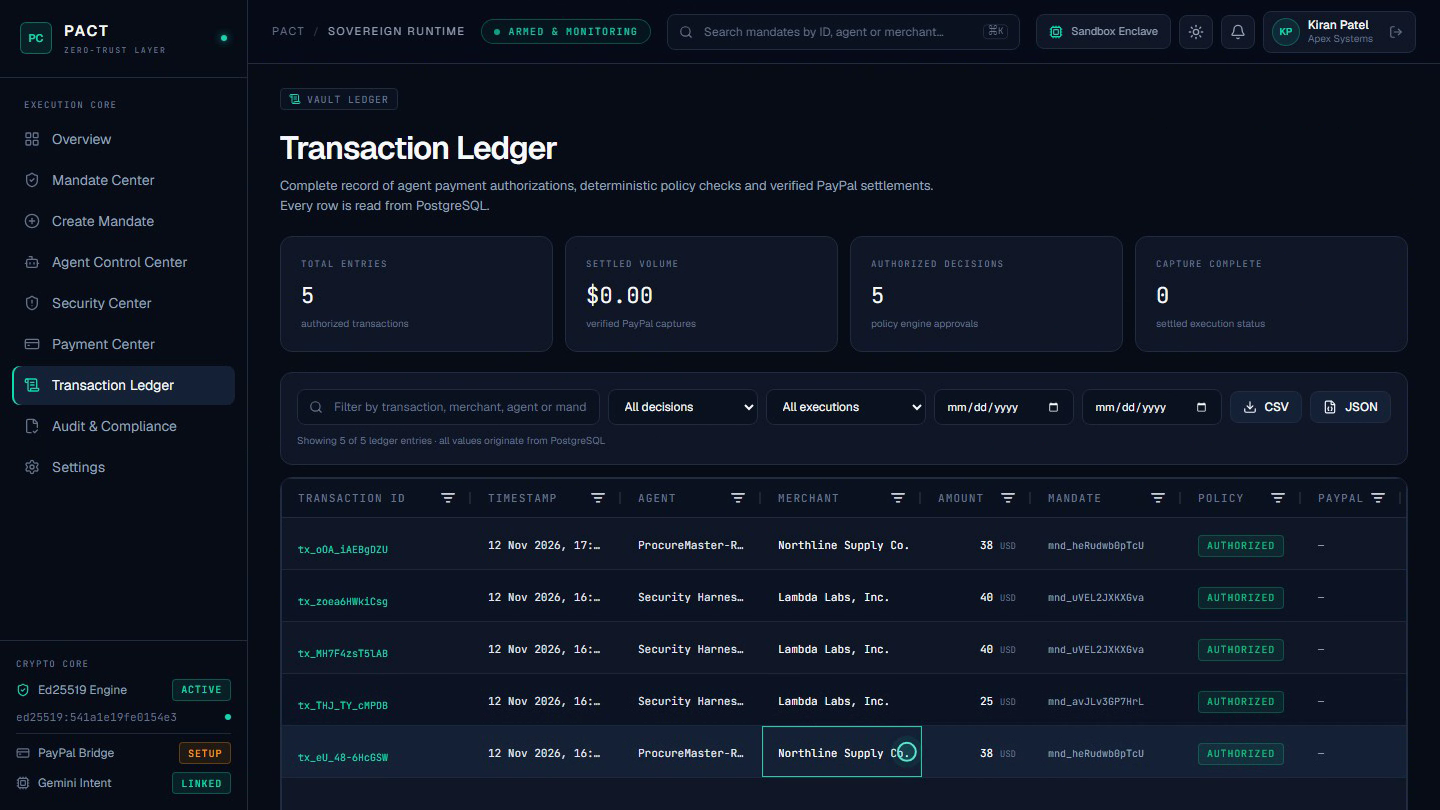 PC
PACT
ZERO-TRUST LAYER
EXECUTION CORE
Overview
Mandate Center
Create Mandate
Agent Control Center
Security Center
Payment Center
Transaction Ledger
Audit & Compliance
Settings
CRYPTO CORE
Ed25519 Engine ACTIVE
ed25519:541a1e19fe0154e3
PayPal Bridge SETUP
Gemini Intent LINKED
PACT / SOVEREIGN RUNTIME
ARMED & MONITORING
Search mandates by ID, agent or merchant… ⌘K
Sandbox Enclave
KP
Kiran Patel
Apex Systems
VAULT LEDGER
Transaction Ledger
Complete record of agent payment authorizations, deterministic policy checks and verified PayPal settlements.
Every row is read from PostgreSQL.
TOTAL ENTRIES
5
authorized transactions
SETTLED VOLUME
$0.00
verified PayPal captures
AUTHORIZED DECISIONS
5
policy engine approvals
CAPTURE COMPLETE
0
settled execution status
Filter by transaction, merchant, agent or mand
All decisions
All executions
mm/dd/yyyy
mm/dd/yyyy
CSV
JSON
Showing 5 of 5 ledger entries · all values originate from PostgreSQL
TRANSACTION ID TIMESTAMP AGENT MERCHANT AMOUNT MANDATE POLICY PAYPAL
tx_oOA_iAEBgDZU 12 Nov 2026, 17:… ProcureMaster-R… Northline Supply Co. 38 USD mnd_heRudwb0pTcU AUTHORIZED —
tx_zoea6HWkiCsg 12 Nov 2026, 16:… Security Harnes… Lambda Labs, Inc. 40 USD mnd_uVEL2JXKXGva AUTHORIZED —
tx_MH7F4zsT5lAB 12 Nov 2026, 16:… Security Harnes… Lambda Labs, Inc. 40 USD mnd_uVEL2JXKXGva AUTHORIZED —
tx_THJ_TY_cMPDB 12 Nov 2026, 16:… Security Harnes… Lambda Labs, Inc. 25 USD mnd_avJLv3GP7HrL AUTHORIZED —
tx_eU_48-6HcGSW 12 Nov 2026, 16:… ProcureMaster-R… Northline Supply Co. 38 USD mnd_heRudwb0pTcU AUTHORIZED —